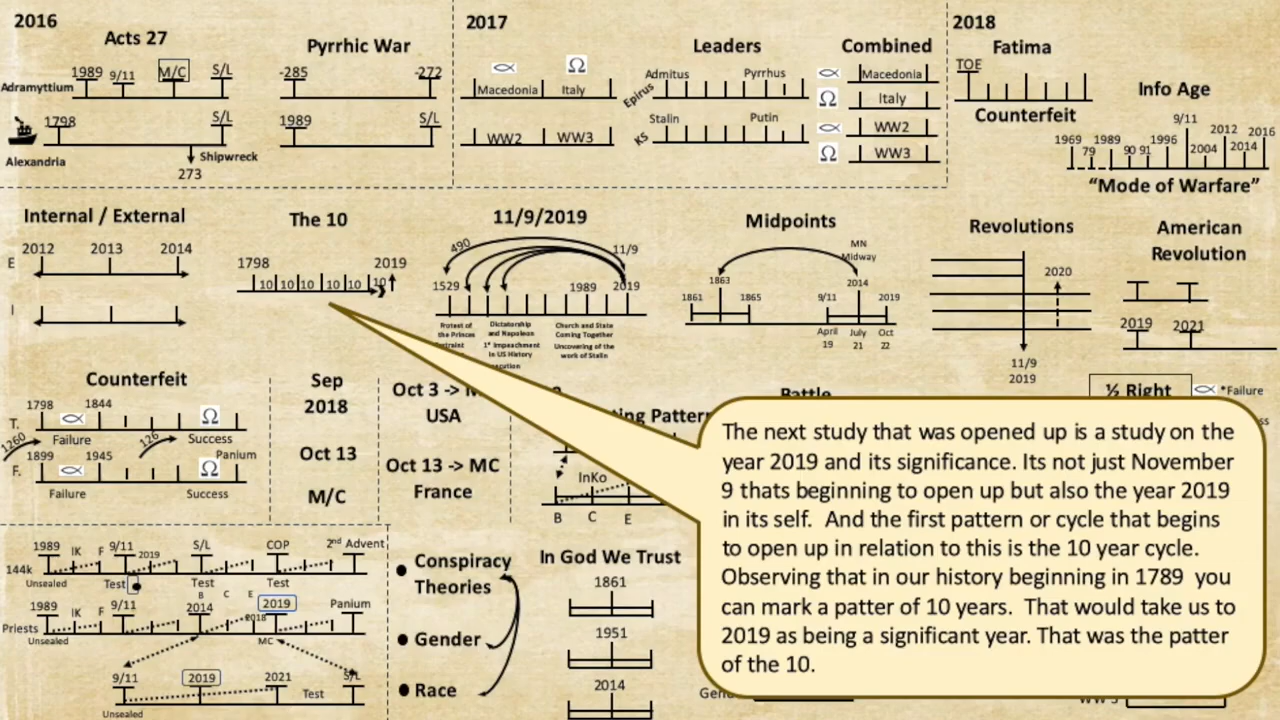 2016
Acts 27
1989 9/11 M/C S/L
Adramyttium
1798 S/L
Alexandria
Shipwreck
273
Pyrrhic War
-285 -272
1989 S/L
2017
Ω
Macedonia Italy
WW2 WW3
Leaders
Admitus Pyrrhus
Epirus
Stalin Putin
KS
Combined
Macedonia
Ω Italy
WW2
Ω WW3
2018
Fatima
TOE
Counterfeit
Info Age
9/11
1969 1989 1996 2012 2016
79 90 91 2004 2014
“Mode of Warfare”
Internal / External
2012 2013 2014
E
I
The 10
1798 2019
10 10 10 10 10 10
11/9/2019
490 11/9
1529 1989 2019
Protest of the Princes
Dictatorship and Napoleon
1st Impeachment in US History
Church and State Coming Together
Uncovering of the work of Stalin
Midpoints
MN
Midway
1863 2014
1861 1865 9/11 2019
April July Oct
19 21 22
Revolutions
2020
11/9
2019
American
Revolution
2019 2021
Counterfeit
1798 1844 Ω
T.
1260 Failure 126 Success
1899 1945 Ω Panium
F.
Failure Success
Sep
2018
Oct 13
M/C
Oct 3 ->
USA
Oct 13 -> MC
France
InKo
B C E
Battle
½ Right *Failure
The next study that was opened up is a study on the
year 2019 and its significance. Its not just November
9 thats beginning to open up but also the year 2019
in its self. And the first pattern or cycle that begins
to open up in relation to this is the 10 year cycle.
Observing that in our history beginning in 1789 you
can mark a patter of 10 years. That would take us to
2019 as being a significant year. That was the patter
of the 10.
1989 IK F 9/11 2019 S/L COP 2nd Advent
144k
Unsealed Test Test Test
B C E
1989 IK F 9/11 2014 2018 2019 Panium
Priests
Unsealed MC
9/11 2019 2021 Test S/L
Unsealed
● Conspiracy
Theories
● Gender
● Race
In God We Trust
1861
1951
2014